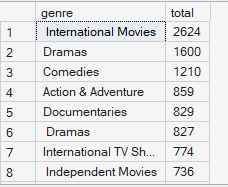 genre total
1 International Movies 2624
2 Dramas 1600
3 Comedies 1210
4 Action & Adventure 859
5 Documentaries 829
6 Dramas 827
7 International TV Sh... 774
8 Independent Movies 736